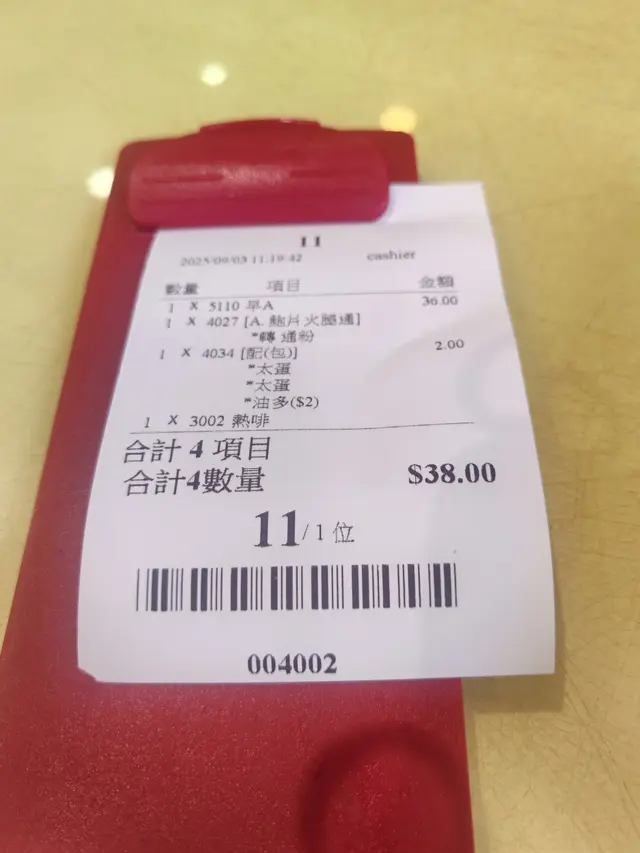 11
2025/09/03 11:19:42 cashier
數量 項目 金額
1 X 5110 早A 36.00
1 X 4027 [A. 鮑片火腿通]
*轉 通粉
1 X 4034 [配(包)] 2.00
*太蛋
*太蛋
*油多($2)
1 X 3002 熱啡
合計 4 項目
合計4數量 $38.00
11/1 位
004002